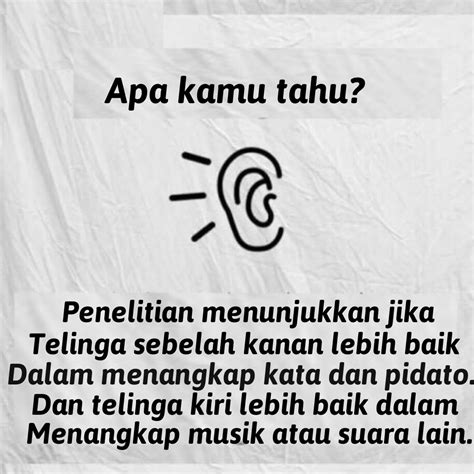 Apa kamu tahu?
Penelitian menunjukkan jika
Telinga sebelah kanan lebih baik
Dalam menangkap kata dan pidato.
Dan telinga kiri lebih baik dalam
Menangkap musik atau suara lain.